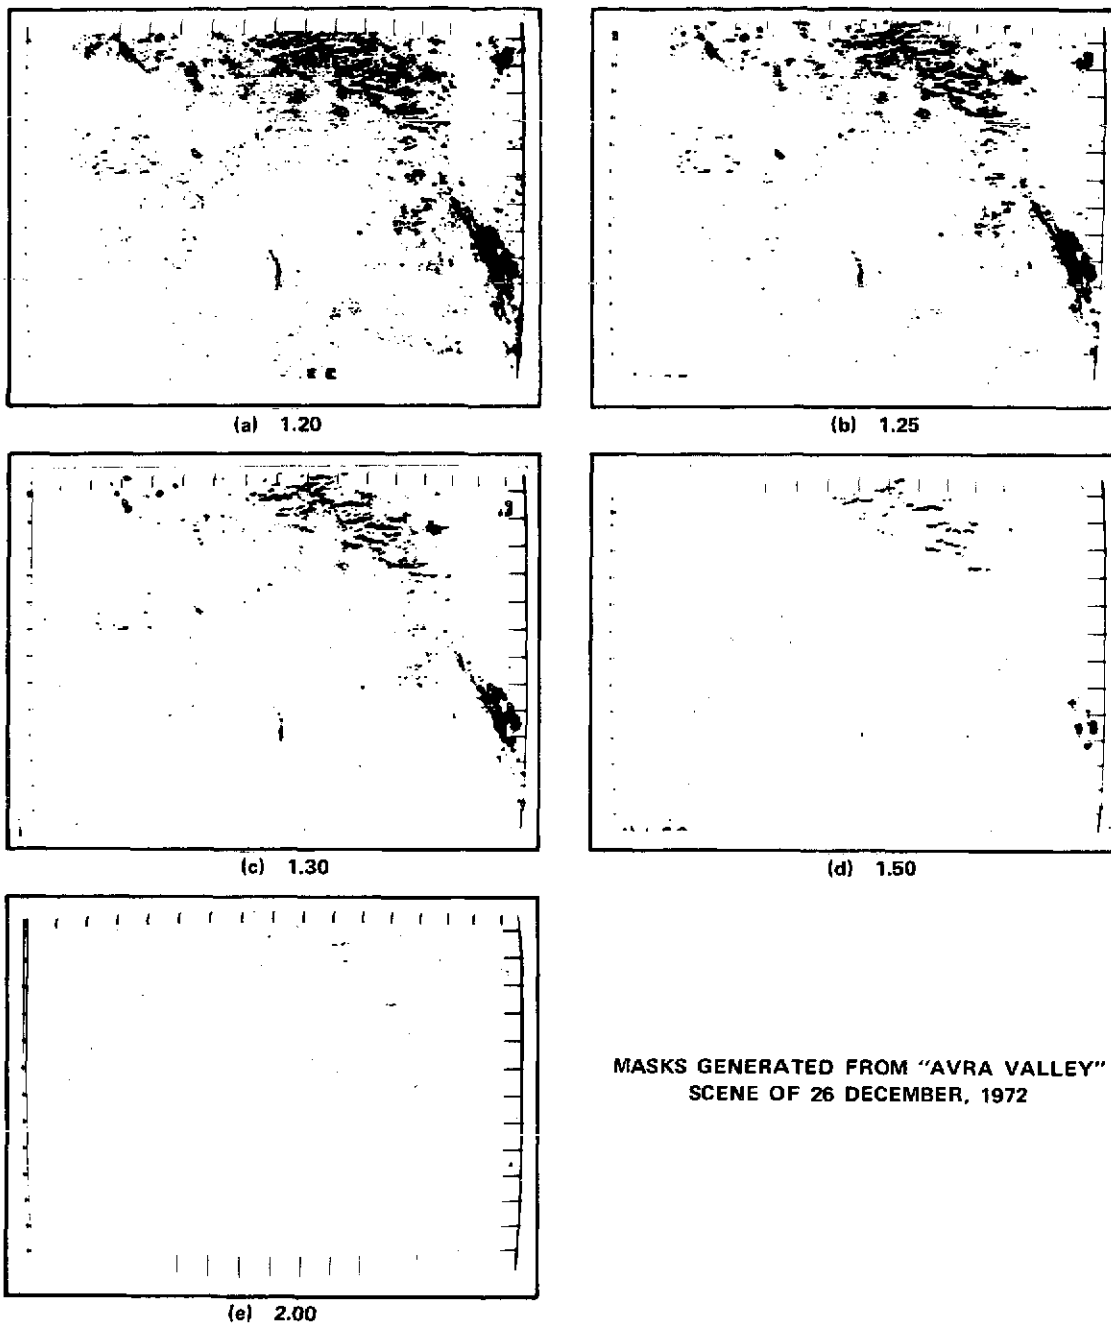 (a) 1.20
(b) 1.25
(c) 1.30
(d) 1.50
(e) 2.00
MASKS GENERATED FROM "AVRA VALLEY"
SCENE OF 26 DECEMBER, 1972